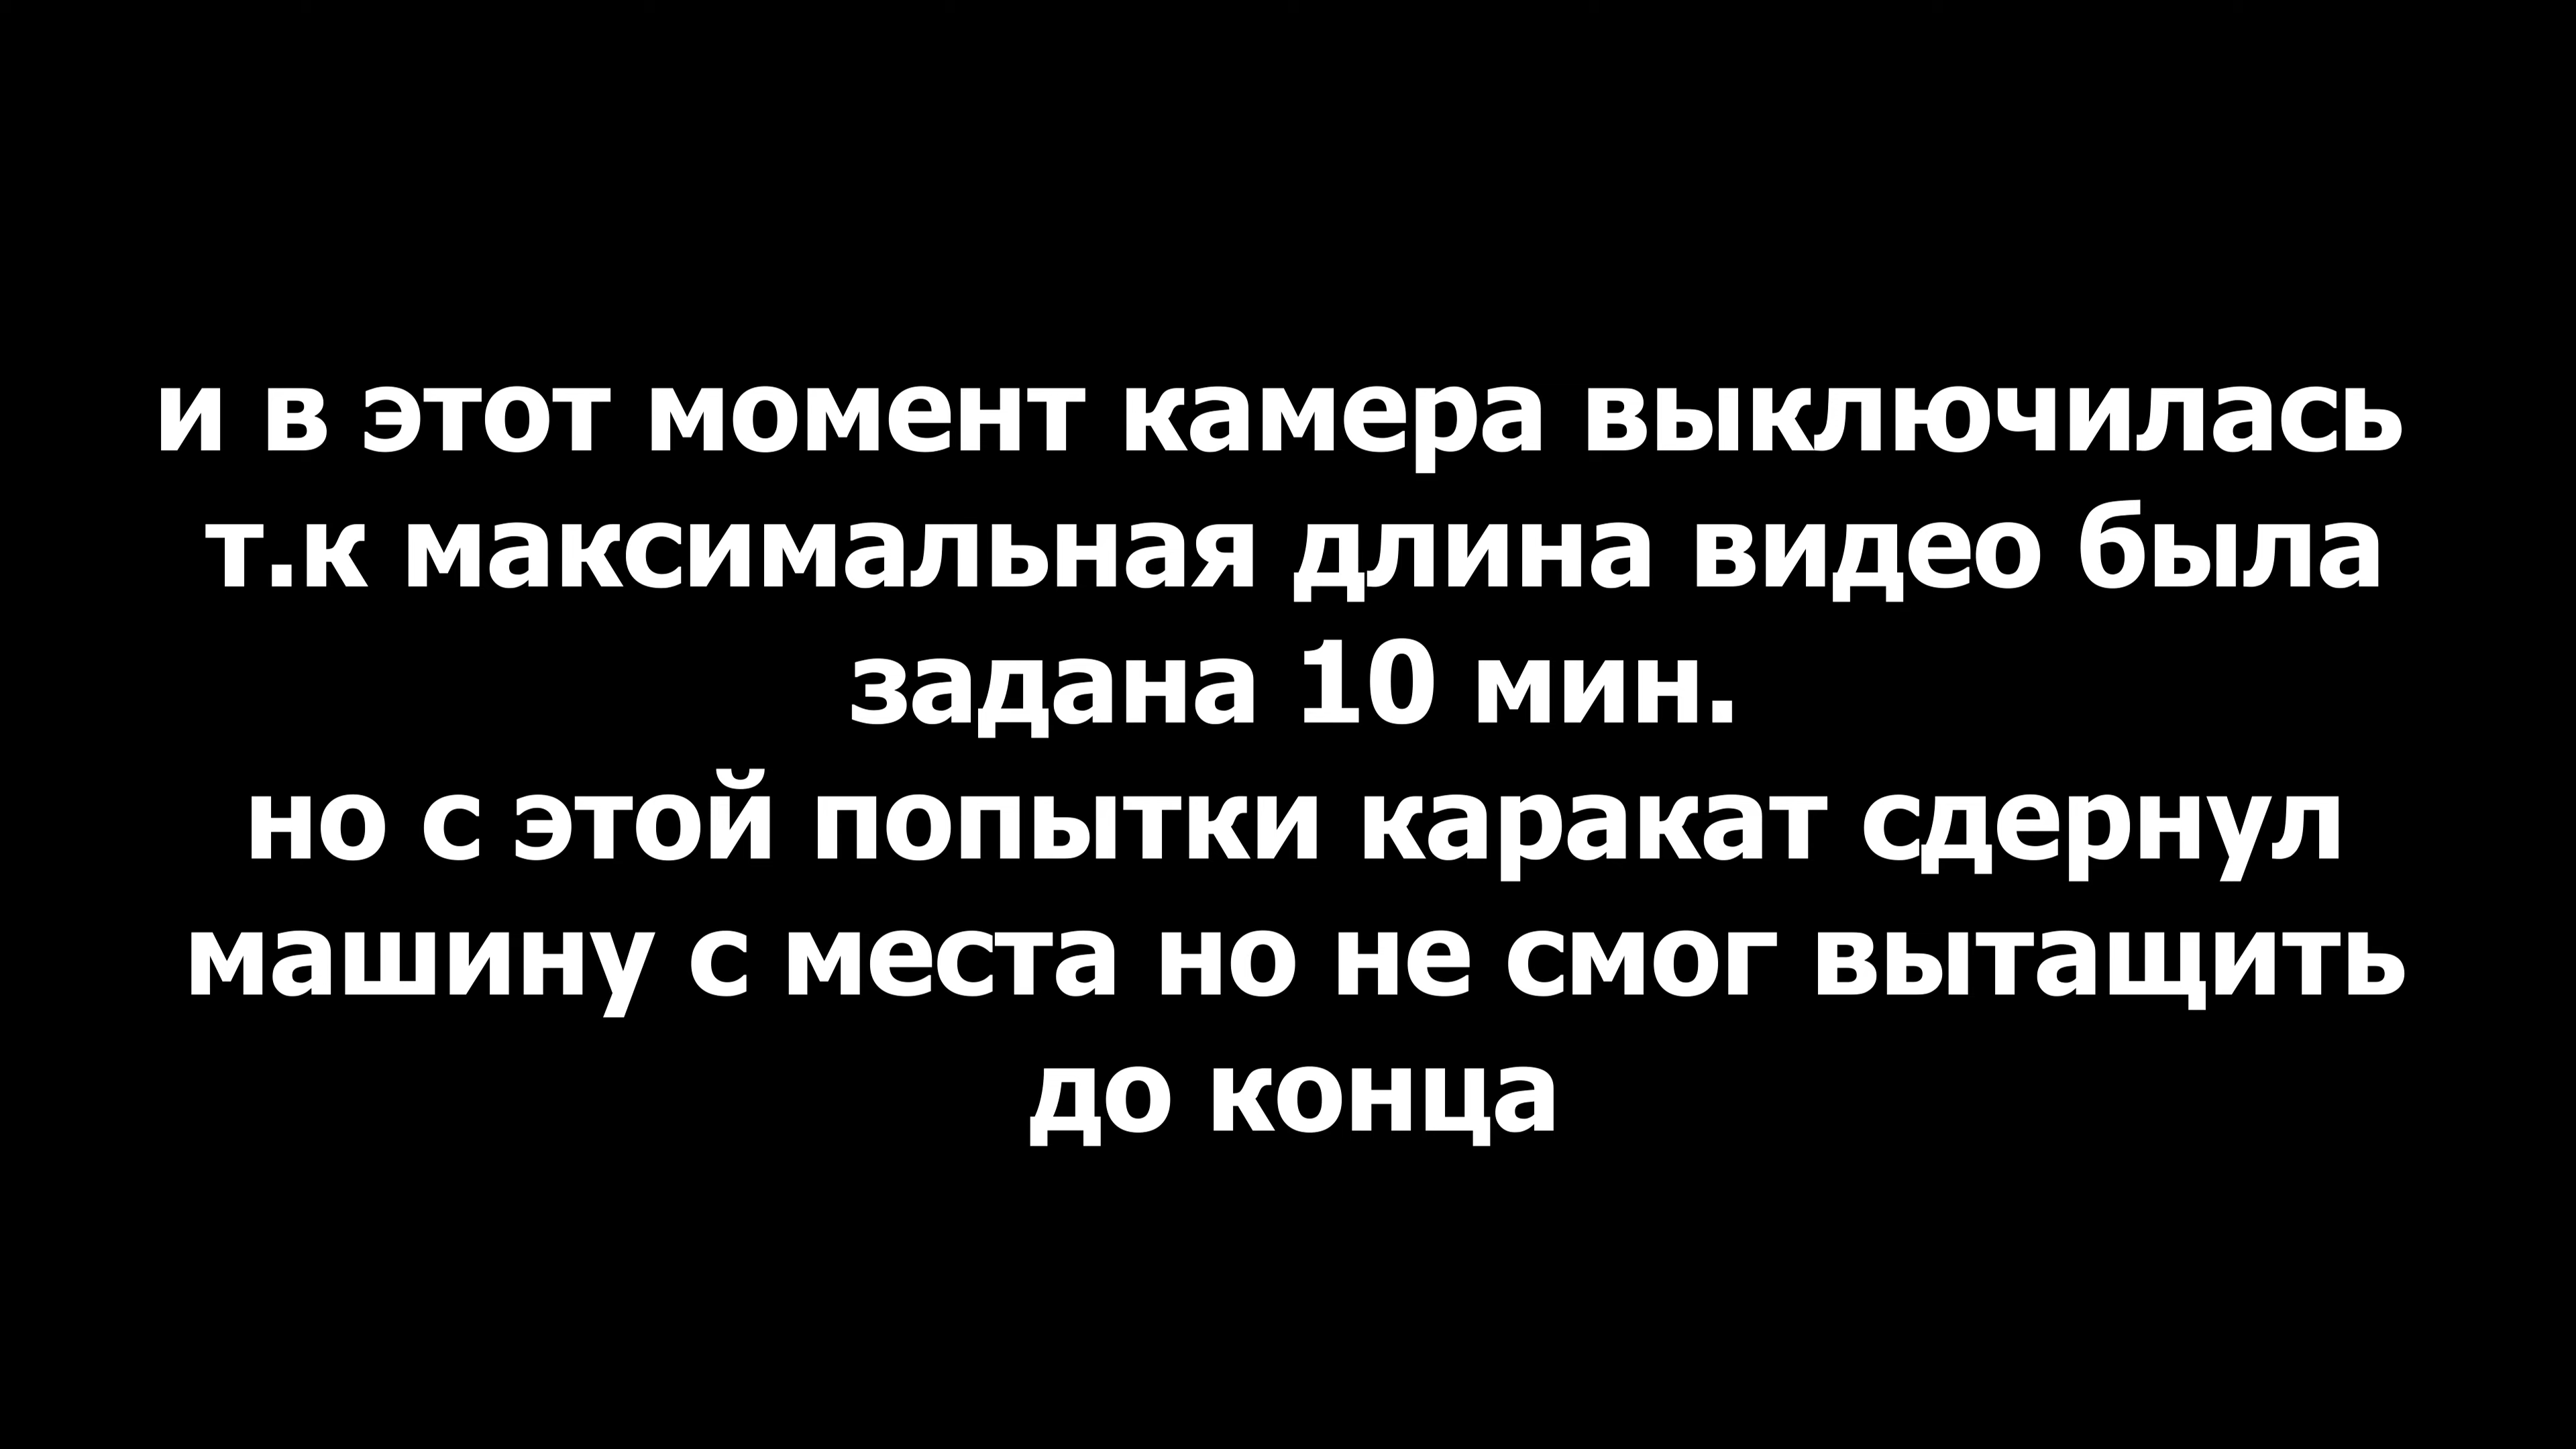 и в этот момент камера выключилась
т.к максимальная длина видео была
задана 10 мин.
но с этой попытки каракат сдернул
машину с места но не смог вытащить
до конца